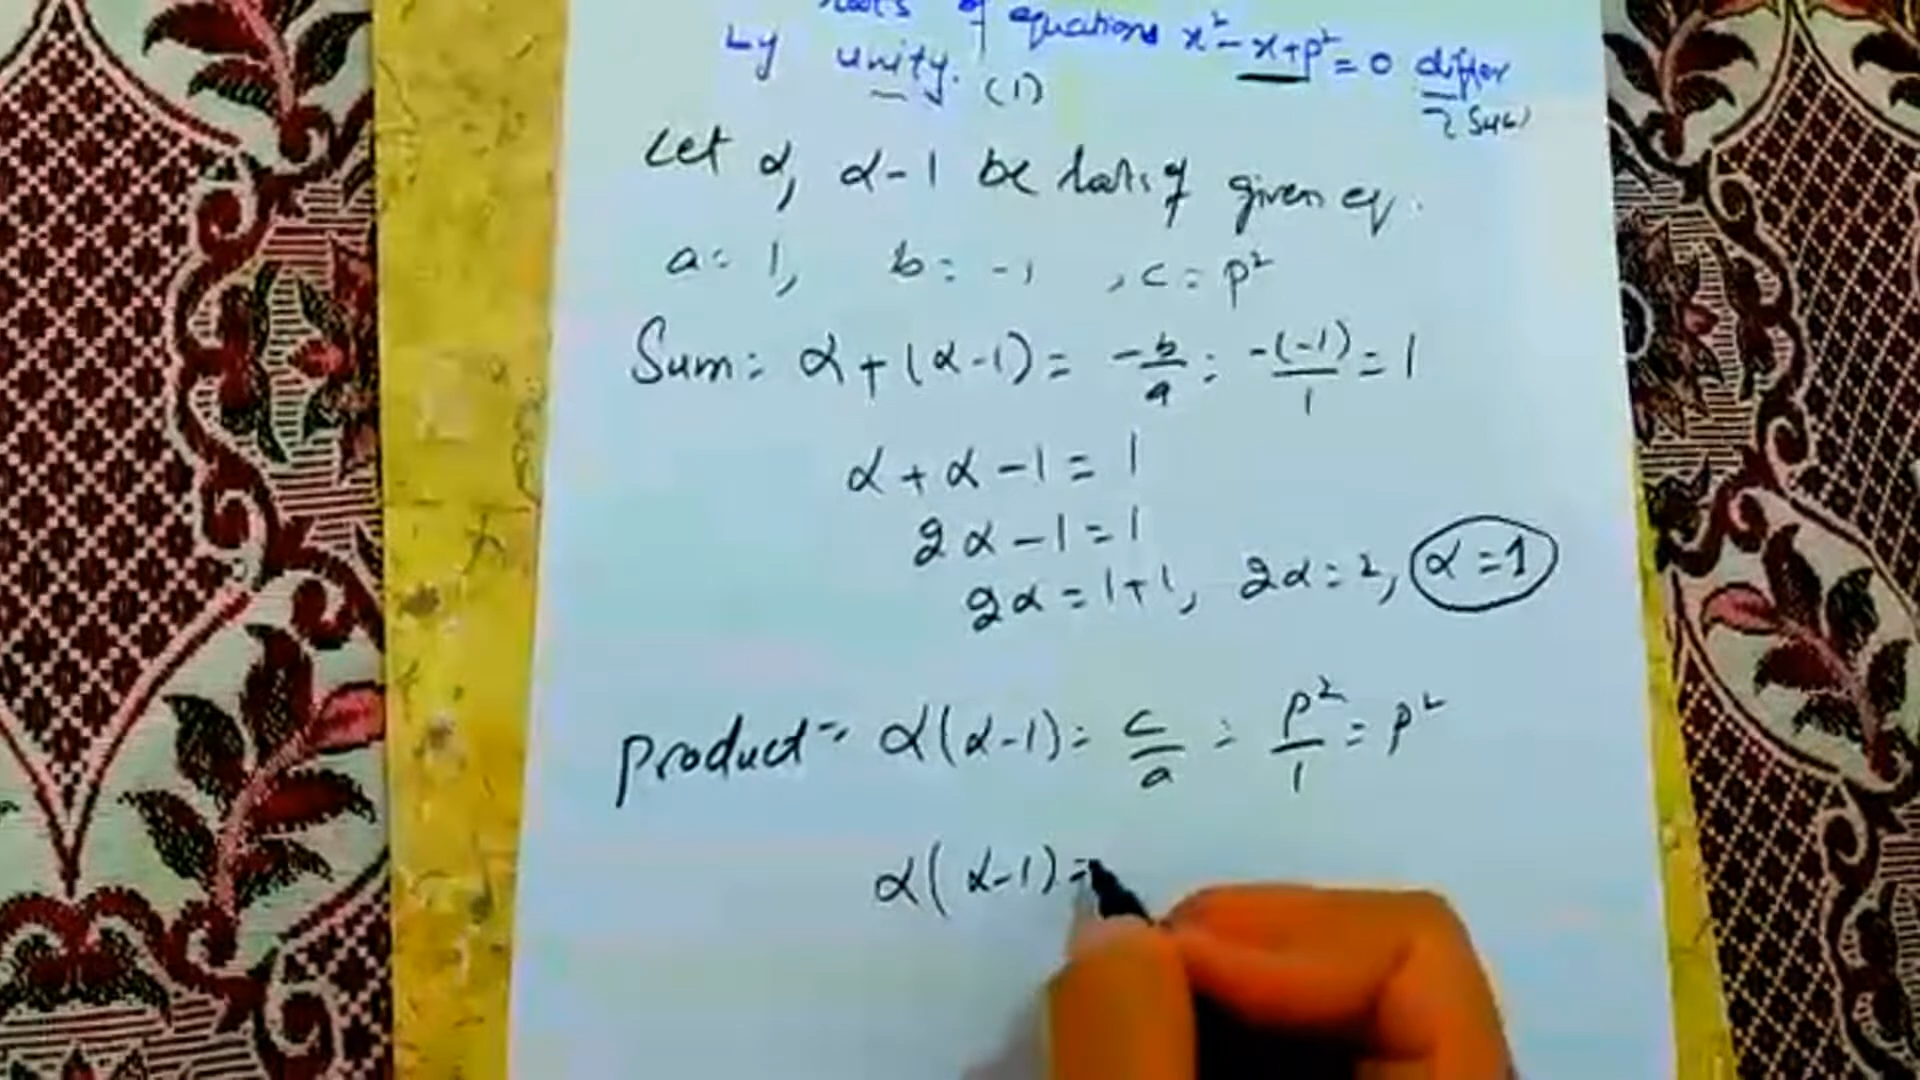 roots of equations x² - x + p² = 0 differ
by unity. (1)
Let α, α-1 be roots of given eq.
a = 1, b = -1, c = p²
Sum = α + (α-1) = -b/a = -(-1)/1 = 1
α + α - 1 = 1
2α - 1 = 1
2α = 1+1, 2α = 2, α = 1
Product = α(α-1) = c/a = p²/1 = p²
α(α-1) =